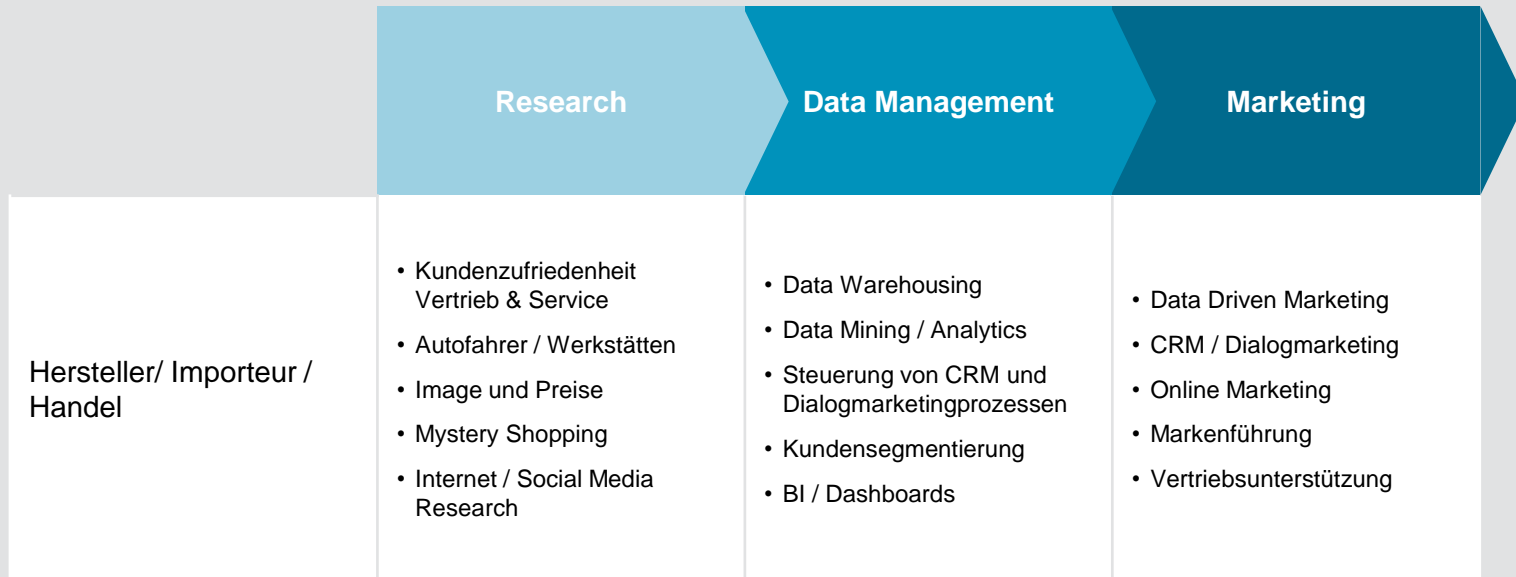 Research
Data Management
Marketing
Hersteller/ Importeur /
Handel
• Kundenzufriedenheit
Vertrieb & Service
• Autofahrer / Werkstätten
• Image und Preise
• Mystery Shopping
• Internet / Social Media
Research
• Data Warehousing
• Data Mining / Analytics
• Steuerung von CRM und
Dialogmarketingprozessen
• Kundensegmentierung
• BI / Dashboards
• Data Driven Marketing
• CRM / Dialogmarketing
• Online Marketing
• Markenführung
• Vertriebsunterstützung